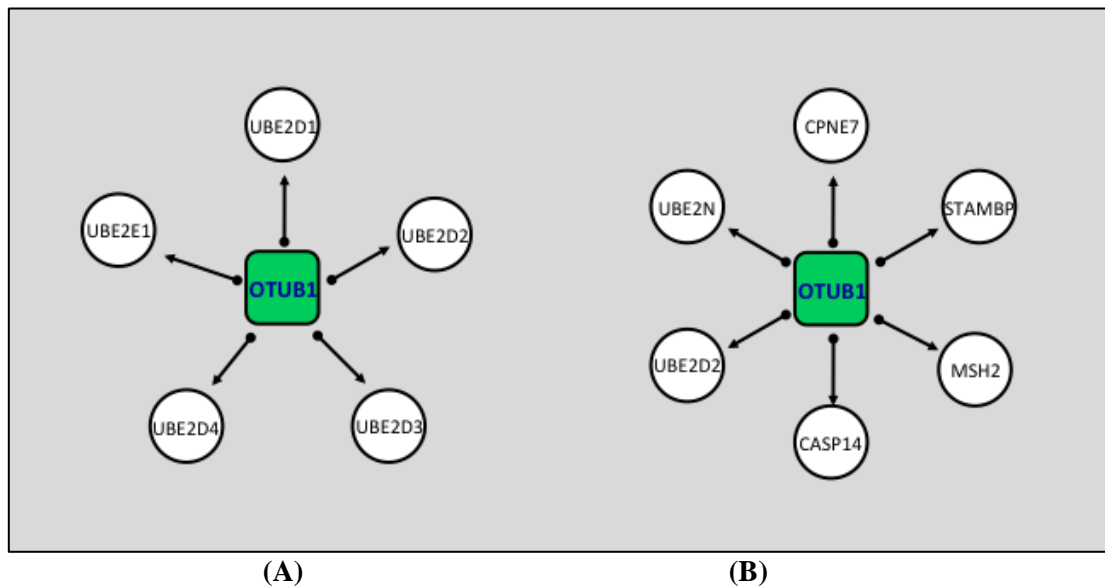 UBE2D1
UBE2E1
UBE2D2
OTUB1
UBE2D4
UBE2D3
CPNE7
UBE2N
STAMBP
OTUB1
UBE2D2
MSH2
CASP14
(A)
(B)